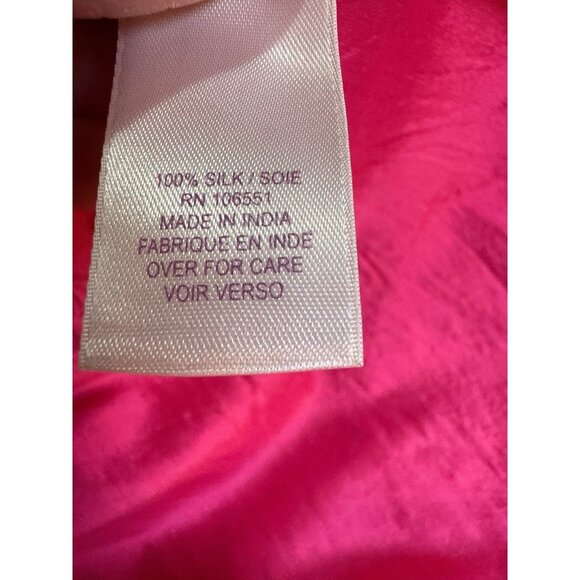 100% SILK / SOIE
RN 106551
MADE IN INDIA
FABRIQUE EN INDE
OVER FOR CARE
VOIR VERSO